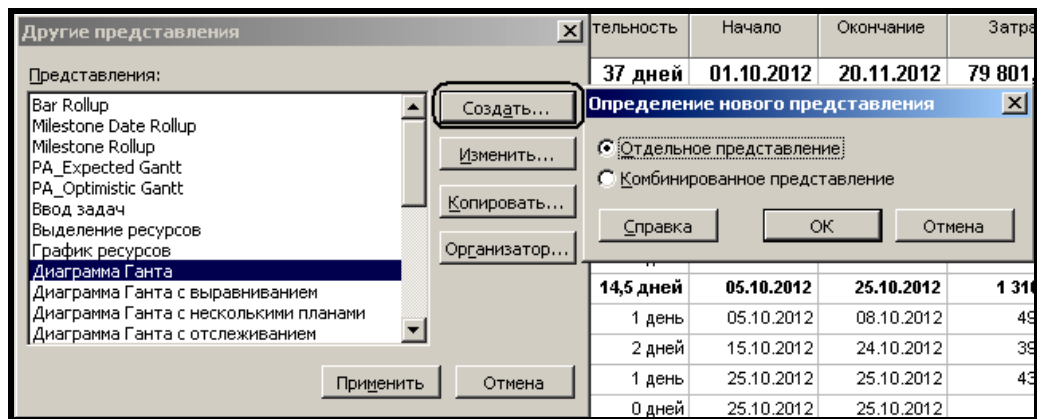 Другие представления
Представления:
Bar Rollup
Milestone Date Rollup
Milestone Rollup
PA_Expected Gantt
PA_Optimistic Gantt
Ввод задач
Выделение ресурсов
График ресурсов
Диаграмма Ганта
Диаграмма Ганта с выравниванием
Диаграмма Ганта с несколькими планами
Диаграмма Ганта с отслеживанием
Создать...
Изменить...
Копировать...
Организатор...
Применить Отмена
тельность Начало Окончание Затра
37 дней 01.10.2012 20.11.2012 79 801,
Определение нового представления
Отдельное представление
Комбинированное представление
Справка ОК Отмена
14,5 дней 05.10.2012 25.10.2012 1 31
1 день 05.10.2012 08.10.2012 49
2 дней 15.10.2012 24.10.2012 39
1 день 25.10.2012 25.10.2012 43
0 дней 25.10.2012 25.10.2012